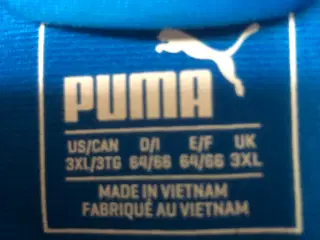 PUMA
US/CAN D/I E/F UK
3XL/3TG 64/66 64/66 3XL
MADE IN VIETNAM
FABRIQUÉ AU VIETNAM